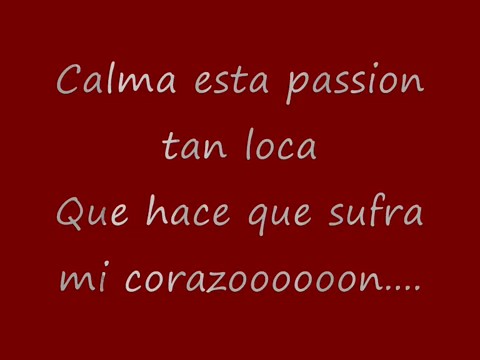 Calma esta passion
tan loca
Que hace que sufra
mi corazoooooon....